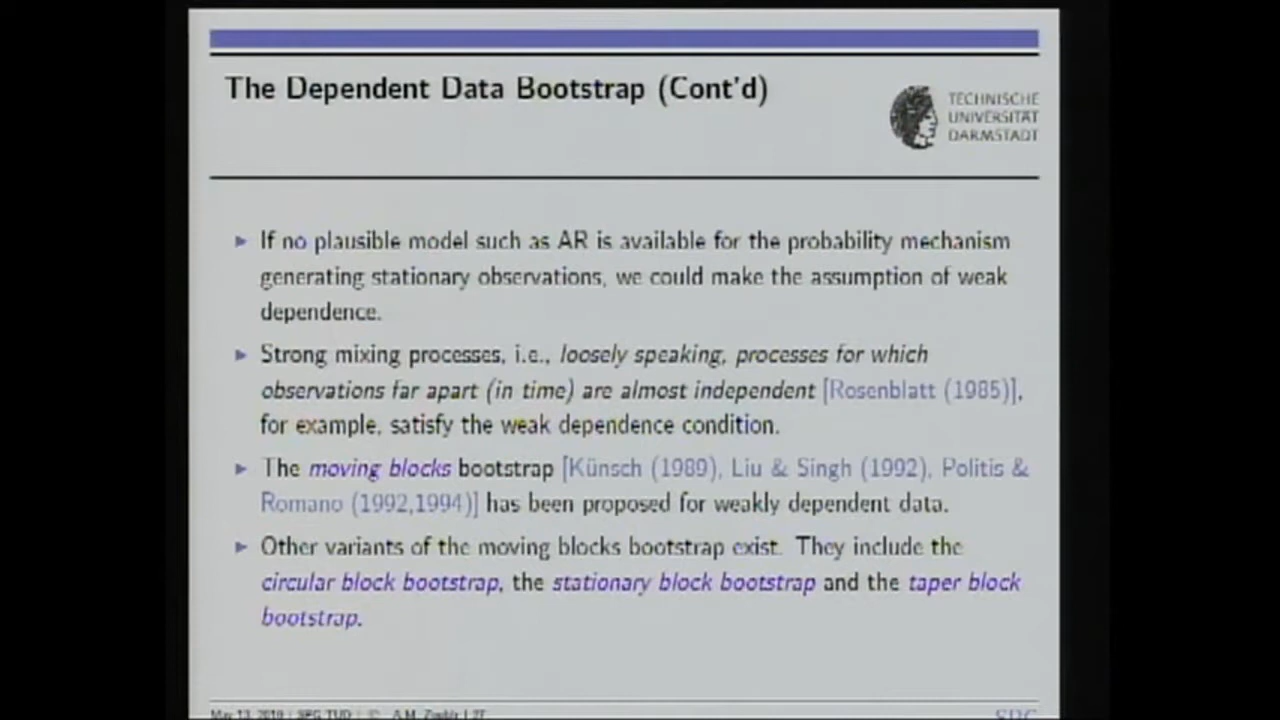 The Dependent Data Bootstrap (Cont'd)
TECHNISCHE
UNIVERSITÄT
DARMSTADT
If no plausible model such as AR is available for the probability mechanism
generating stationary observations, we could make the assumption of weak
dependence.
Strong mixing processes, i.e., loosely speaking, processes for which
observations far apart (in time) are almost independent [Rosenblatt (1985)],
for example, satisfy the weak dependence condition.
The moving blocks bootstrap [Künsch (1989), Liu & Singh (1992), Politis &
Romano (1992,1994)] has been proposed for weakly dependent data.
Other variants of the moving blocks bootstrap exist. They include the
circular block bootstrap, the stationary block bootstrap and the taper block
bootstrap.
SPG TUD | © A.M. Zoubir | 27